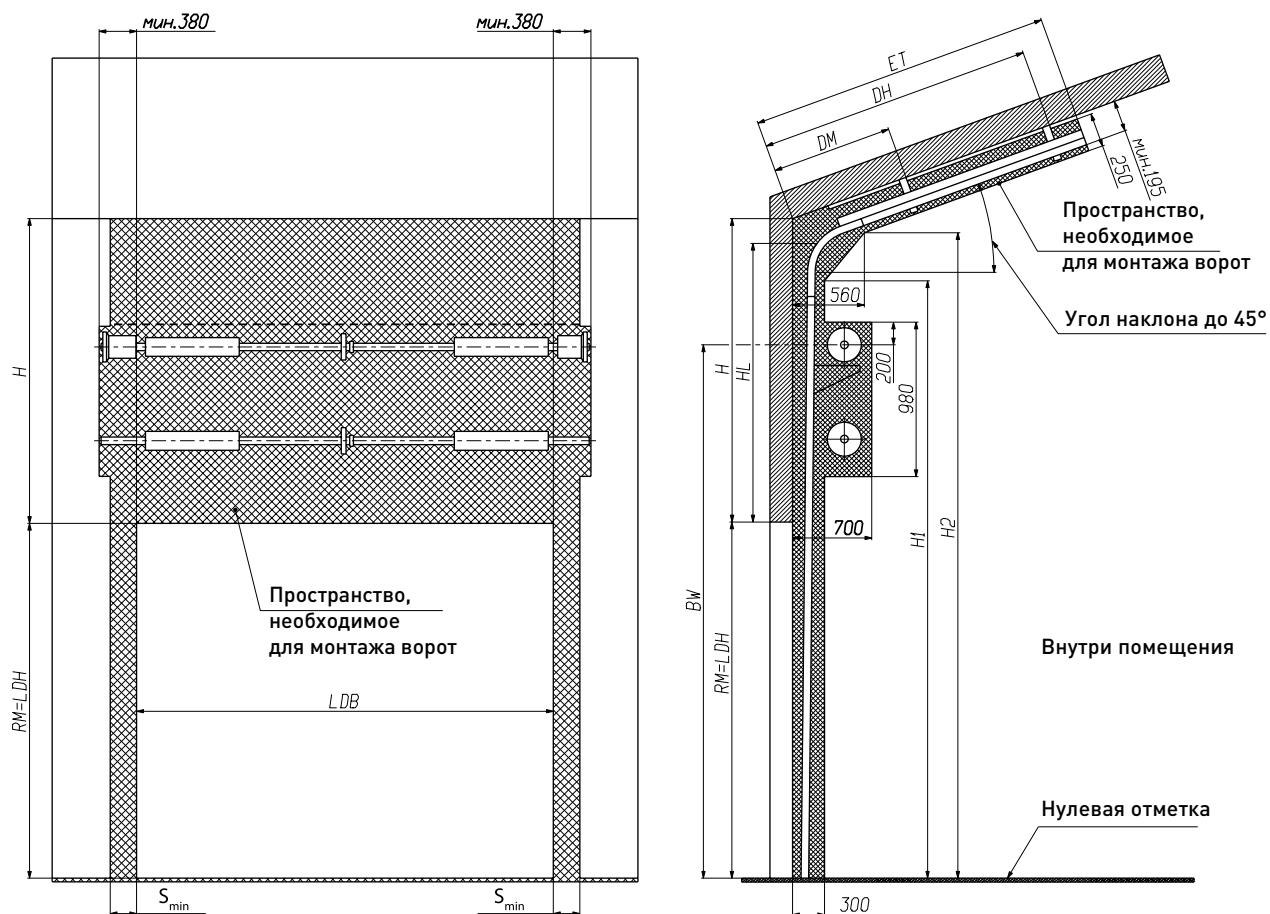 мин.380
мин.380
ET
DH
DM
мин.195
250
Пространство,
необходимое
для монтажа ворот
560
Угол наклона до 45°
H
H
HL
200
980
700
H1
H2
BW
Пространство,
необходимое
для монтажа ворот
Внутри помещения
RM=LDH
LDB
RM=LDH
Нулевая отметка
Smin
Smin
300